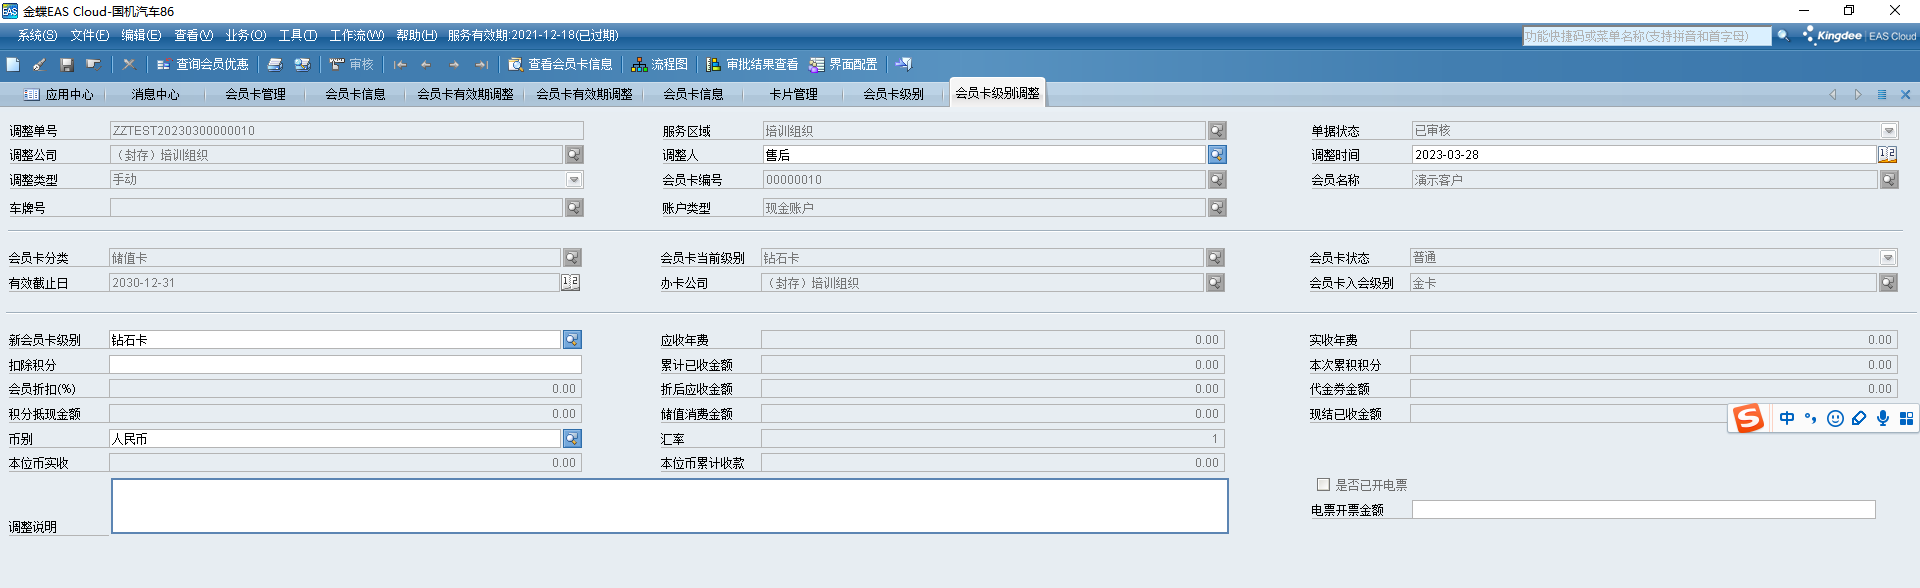 金蝶EAS Cloud-国机汽车86
系统(S) 文件(F) 编辑(E) 查看(V) 业务(O) 工具(T) 工作流(W) 帮助(H) 服务有效期:2021-12-18(已过期) 功能快捷码或菜单名称(支持拼音和首字母) Kingdee EAS Cloud
查询会员优惠 审核 查看会员卡信息 流程图 审批结果查看 界面配置
应用中心 消息中心 会员卡管理 会员卡信息 会员卡有效期调整 会员卡有效期调整 会员卡信息 卡片管理 会员卡级别 会员卡级别调整
调整单号 ZZTEST20230300000010 服务区域 培训组织 单据状态 已审核
调整公司 （封存）培训组织 调整人 售后 调整时间 2023-03-28
调整类型 手动 会员卡编号 00000010 会员名称 演示客户
车牌号 账户类型 现金账户
会员卡分类 储值卡 会员卡当前级别 钻石卡 会员卡状态 普通
有效截止日 2030-12-31 办卡公司 （封存）培训组织 会员卡入会级别 金卡
新会员卡级别 钻石卡 应收年费 0.00 实收年费 0.00
扣除积分 累计已收金额 0.00 本次累积积分 0.00
会员折扣(%) 0.00 折后应收金额 0.00 代金券金额 0.00
积分抵现金额 0.00 储值消费金额 0.00 现结已收金额 中
币别 人民币 汇率 1
本位币实收 0.00 本位币累计收款 0.00
是否已开电票
调整说明 电票开票金额